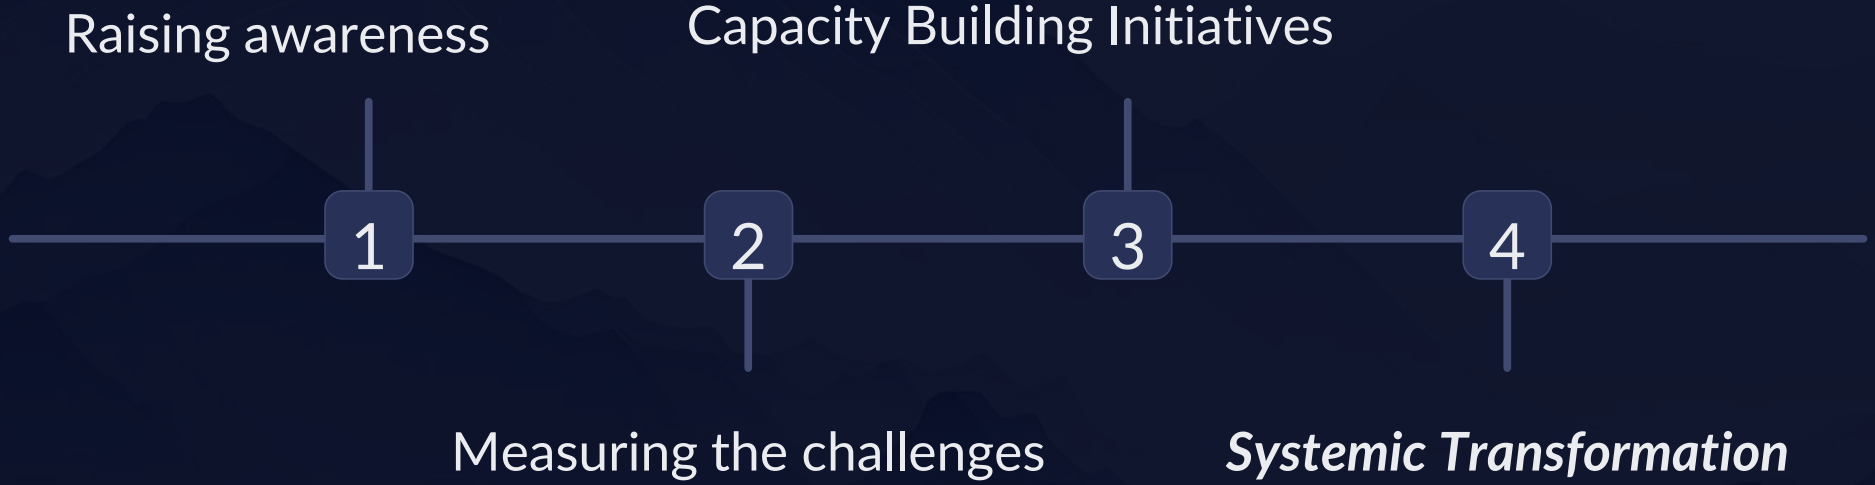 Raising awareness
Capacity Building Initiatives
1
2
3
4
Measuring the challenges
Systemic Transformation